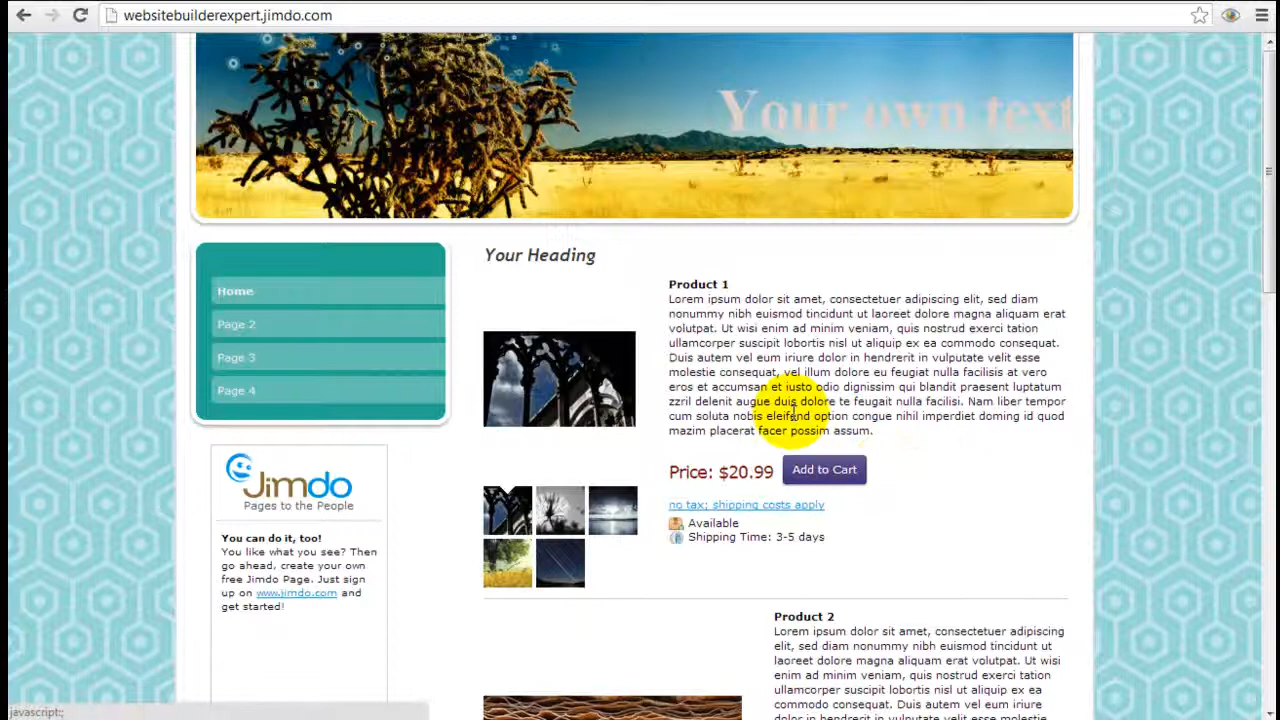 websitebuilderexpert.jimdo.com
Your own text
Your Heading
Home
Page 2
Page 3
Page 4
Jimdo
Pages to the People
You can do it, too!
You like what you see? Then
go ahead, create your own
free Jimdo Page. Just sign
up on www.jimdo.com and
get started!
Product 1
Lorem ipsum dolor sit amet, consectetuer adipiscing elit, sed diam
nonummy nibh euismod tincidunt ut laoreet dolore magna aliquam erat
volutpat. Ut wisi enim ad minim veniam, quis nostrud exerci tation
ullamcorper suscipit lobortis nisl ut aliquip ex ea commodo consequat.
Duis autem vel eum iriure dolor in hendrerit in vulputate velit esse
molestie consequat, vel illum dolore eu feugiat nulla facilisis at vero
eros et accumsan et iusto odio dignissim qui blandit praesent luptatum
zzril delenit augue duis dolore te feugait nulla facilisi. Nam liber tempor
cum soluta nobis eleifend option congue nihil imperdiet doming id quod
mazim placerat facer possim assum.
Price: $20.99 Add to Cart
no tax; shipping costs apply
Available
Shipping Time: 3-5 days
Product 2
Lorem ipsum dolor sit amet, consectetuer adipiscing
elit, sed diam nonummy nibh euismod tincidunt ut
laoreet dolore magna aliquam erat volutpat. Ut wisi
enim ad minim veniam, quis nostrud exerci tation
ullamcorper suscipit lobortis nisl ut aliquip ex ea
commodo consequat. Duis autem vel eum iriure
dolor in hendrerit in vulputate velit esse molestie
javascript:;